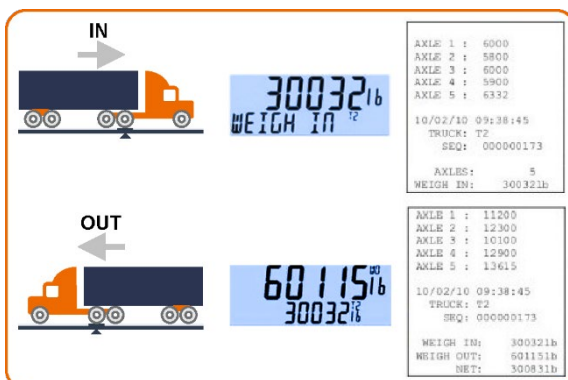 IN
30032lb
WEIGH IN T2
AXLE 1 : 6000
AXLE 2 : 5800
AXLE 3 : 6000
AXLE 4 : 5900
AXLE 5 : 6332
10/02/10 09:38:45
TRUCK: T2
SEQ: 000000173
AXLES: 5
WEIGH IN: 30032lb
OUT
60115lb WO
30032lb T2
AXLE 1 : 11200
AXLE 2 : 12300
AXLE 3 : 10100
AXLE 4 : 12900
AXLE 5 : 13615
10/02/10 09:38:45
TRUCK: T2
SEQ: 000000173
WEIGH IN: 30032lb
WEIGH OUT: 60115lb
NET: 30083lb